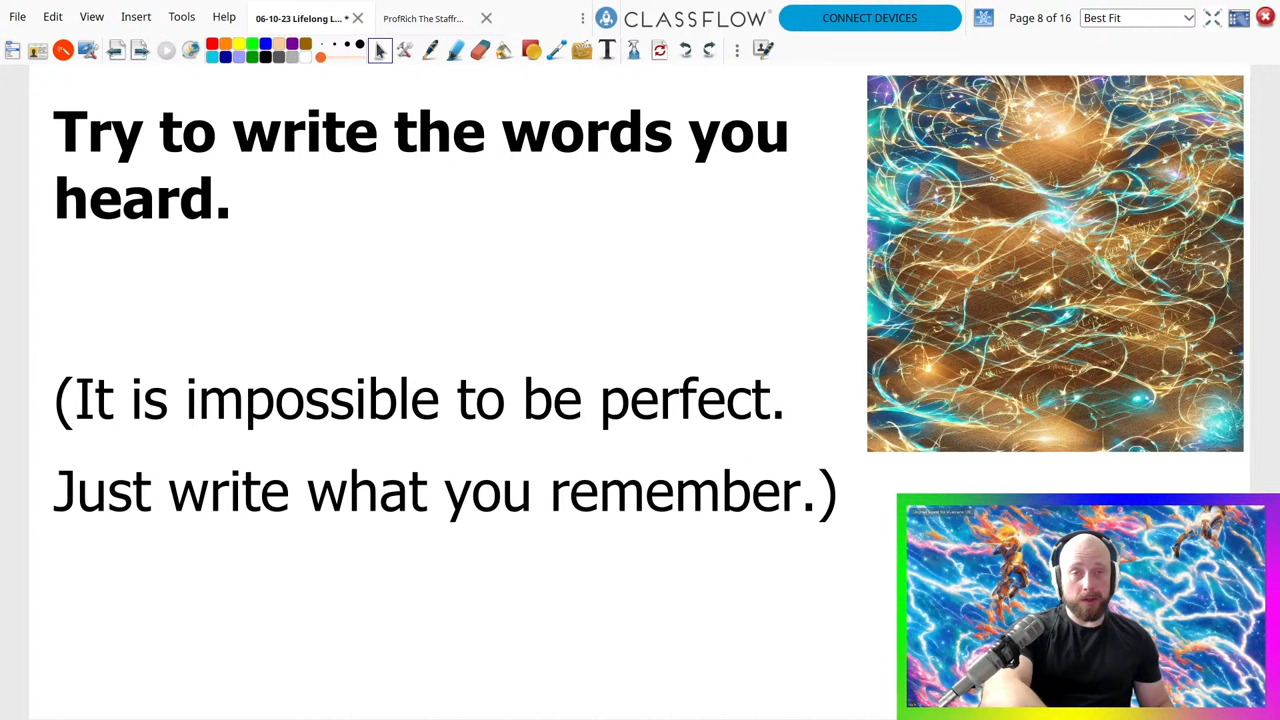 File Edit View Insert Tools Help 06-10-23 Lifelong L... * ProfRich The Staffr... CLASSFLOW CONNECT DEVICES Page 8 of 16 Best Fit
Try to write the words you
heard.
(It is impossible to be perfect.
Just write what you remember.)